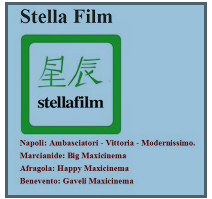 Stella Film
星辰
stellafilm
Napoli: Ambasciatori - Vittoria - Modernissimo.
Marcianide: Big Maxicinema
Afragola: Happy Maxicinema
Benevento: Gaveli Maxicinema